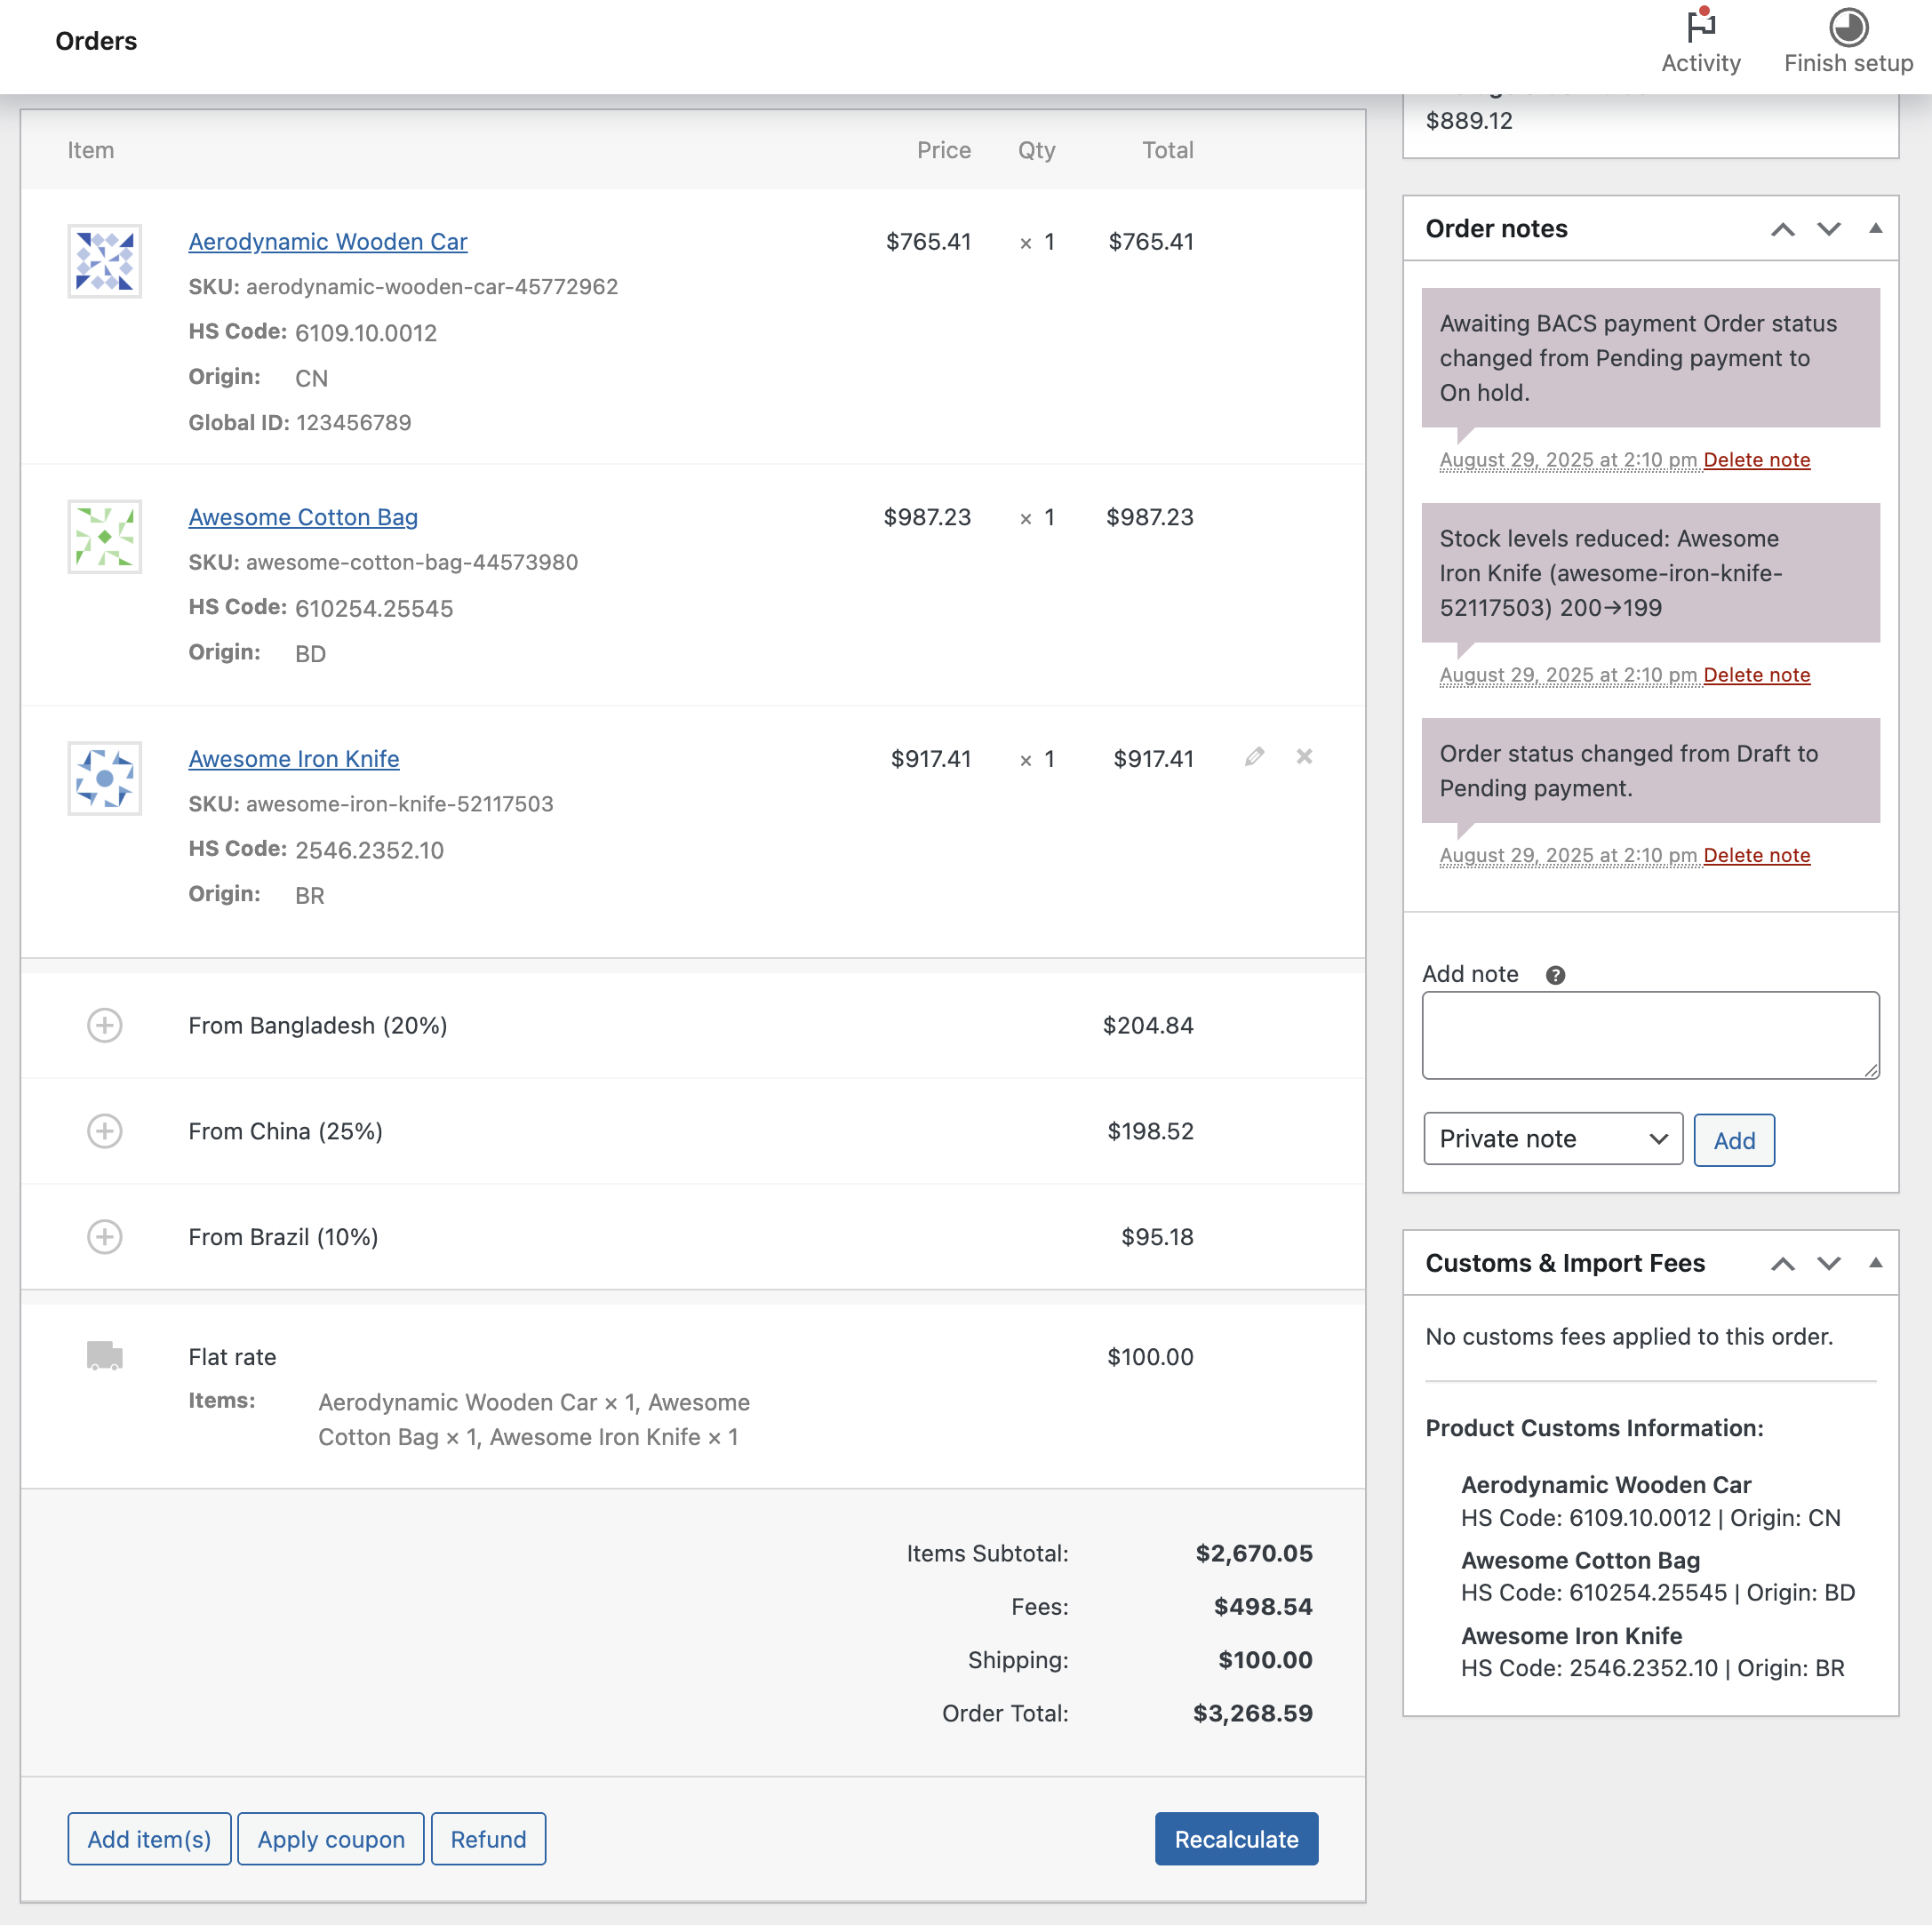 Orders
Activity
Finish setup
Item Price Qty Total
Aerodynamic Wooden Car $765.41 × 1 $765.41
SKU: aerodynamic-wooden-car-45772962
HS Code: 6109.10.0012
Origin: CN
Global ID: 123456789
Awesome Cotton Bag $987.23 × 1 $987.23
SKU: awesome-cotton-bag-44573980
HS Code: 610254.25545
Origin: BD
Awesome Iron Knife $917.41 × 1 $917.41
SKU: awesome-iron-knife-52117503
HS Code: 2546.2352.10
Origin: BR
From Bangladesh (20%) $204.84
From China (25%) $198.52
From Brazil (10%) $95.18
Flat rate $100.00
Items: Aerodynamic Wooden Car × 1, Awesome
Cotton Bag × 1, Awesome Iron Knife × 1
Items Subtotal: $2,670.05
Fees: $498.54
Shipping: $100.00
Order Total: $3,268.59
Add item(s) Apply coupon Refund Recalculate
$889.12
Order notes
Awaiting BACS payment Order status
changed from Pending payment to
On hold.
August 29, 2025 at 2:10 pm Delete note
Stock levels reduced: Awesome
Iron Knife (awesome-iron-knife-
52117503) 200→199
August 29, 2025 at 2:10 pm Delete note
Order status changed from Draft to
Pending payment.
August 29, 2025 at 2:10 pm Delete note
Add note ?
Private note Add
Customs & Import Fees
No customs fees applied to this order.
Product Customs Information:
Aerodynamic Wooden Car
HS Code: 6109.10.0012 | Origin: CN
Awesome Cotton Bag
HS Code: 610254.25545 | Origin: BD
Awesome Iron Knife
HS Code: 2546.2352.10 | Origin: BR